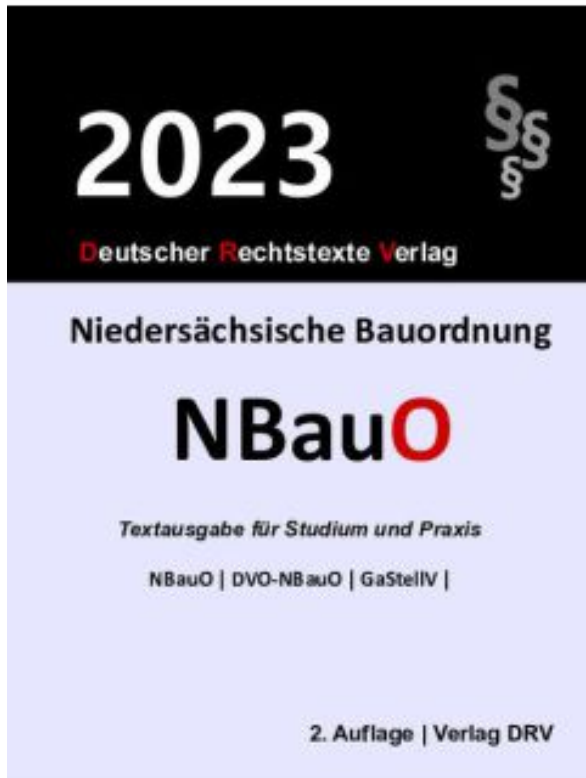 2023
§§§
Deutscher Rechtstexte Verlag
Niedersächsische Bauordnung
NBauO
Textausgabe für Studium und Praxis
NBauO | DVO-NBauO | GaStellV |
2. Auflage | Verlag DRV